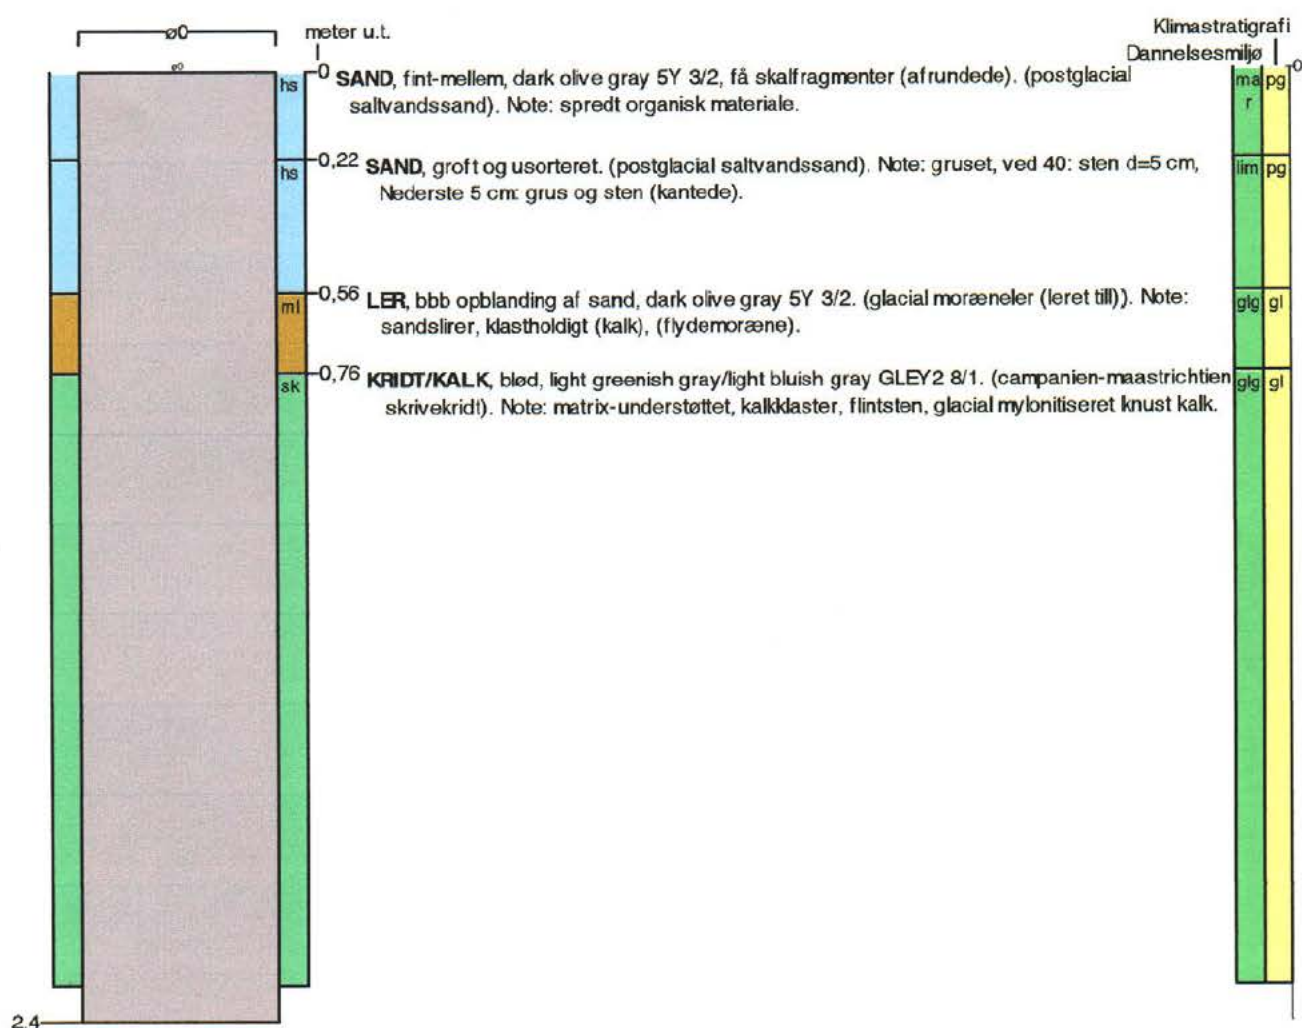 ø0
meter u.t.
Klimastratigrafi
Dannelsesmiljø
ø0
0
0
hs
SAND, fint-mellem, dark olive gray 5Y 3/2, få skalfragmenter (afrundede). (postglacial
saltvandssand). Note: spredt organisk materiale.
ma
r
pg
0,22
hs
SAND, groft og usorteret. (postglacial saltvandssand). Note: gruset, ved 40: sten d=5 cm,
Nederste 5 cm: grus og sten (kantede).
lim
pg
0,56
ml
LER, bbb opblanding af sand, dark olive gray 5Y 3/2. (glacial moræneler (leret till)). Note:
sandslirer, klastholdigt (kalk), (flydemoræne).
glg
gl
0,76
sk
KRIDT/KALK, blød, light greenish gray/light bluish gray GLEY2 8/1. (campanien-maastrichtien
skrivekridt). Note: matrix-understøttet, kalkklaster, flintsten, glacial mylonitiseret knust kalk.
glg
gl
2,4